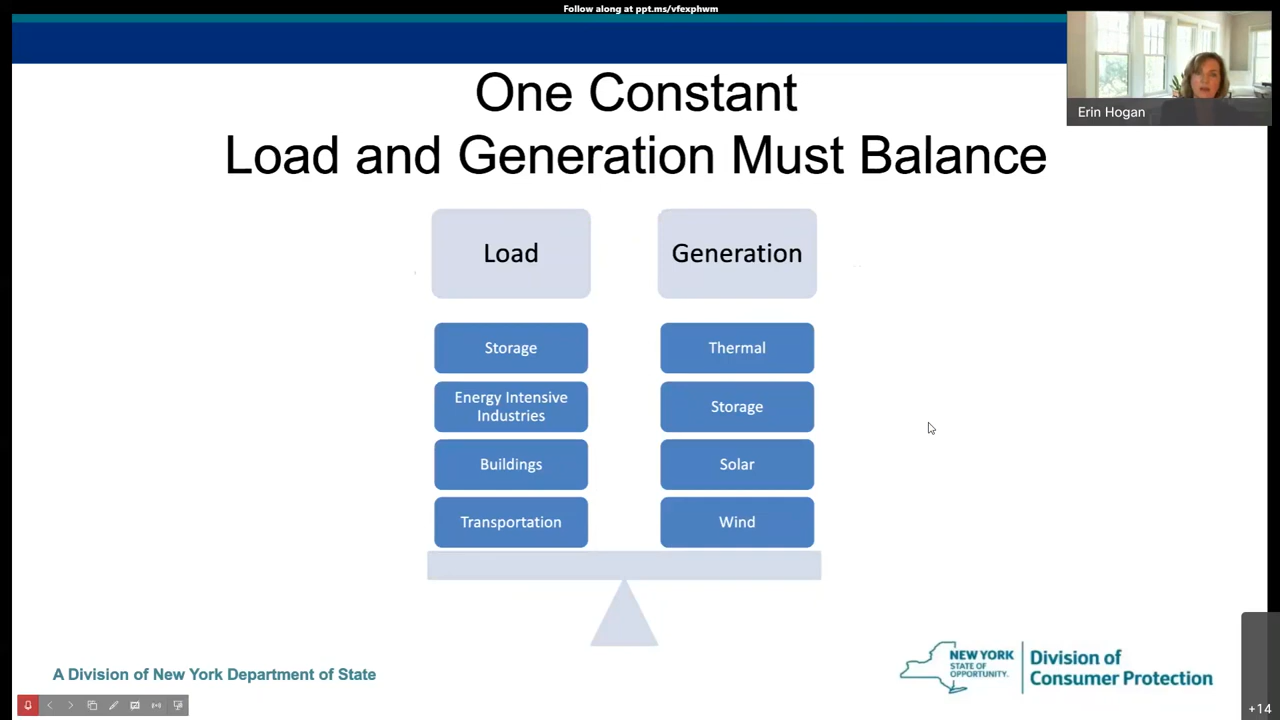 Follow along at ppt.ms/vfexphwm
Erin Hogan
One Constant
Load and Generation Must Balance
Load
Generation
Storage
Energy Intensive
Industries
Buildings
Transportation
Thermal
Storage
Solar
Wind
A Division of New York Department of State
NEW YORK
STATE OF
OPPORTUNITY.
Division of
Consumer Protection
+14